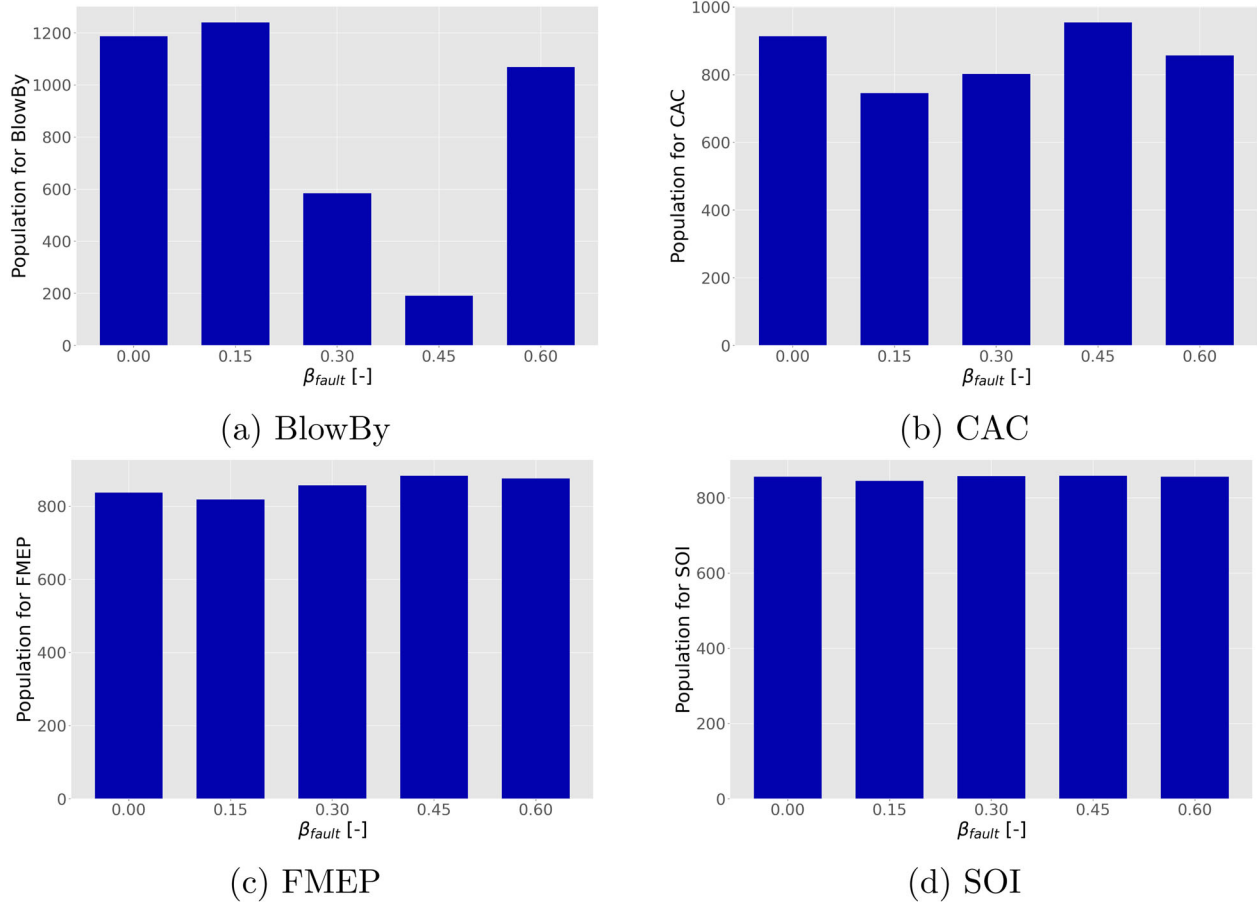 1200
1000
800
600
400
200
0
Population for BlowBy
0.00 0.15 0.30 0.45 0.60
β_fault [-]
(a) BlowBy
1000
800
600
400
200
0
Population for CAC
0.00 0.15 0.30 0.45 0.60
β_fault [-]
(b) CAC
800
600
400
200
0
Population for FMEP
0.00 0.15 0.30 0.45 0.60
β_fault [-]
(c) FMEP
800
600
400
200
0
Population for SOI
0.00 0.15 0.30 0.45 0.60
β_fault [-]
(d) SOI